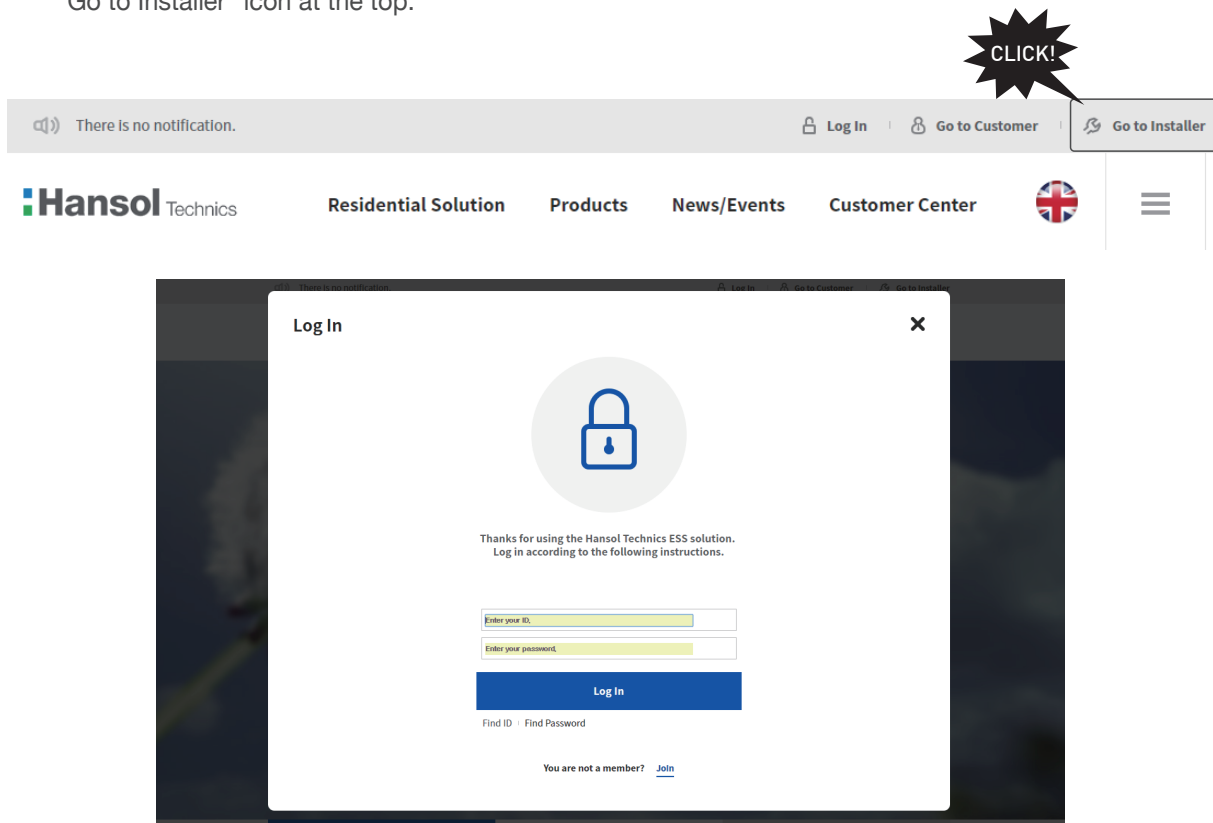 Go to Installer" icon at the top.
CLICK!
There is no notification.
Log In
Go to Customer
Go to Installer
Hansol Technics
Residential Solution
Products
News/Events
Customer Center
There is no notification.
Log In
Go to Customer
Go to Installer
Log In
Thanks for using the Hansol Technics ESS solution.
Log in according to the following instructions.
Enter your ID,
Enter your password,
Log In
Find ID
Find Password
You are not a member? Join